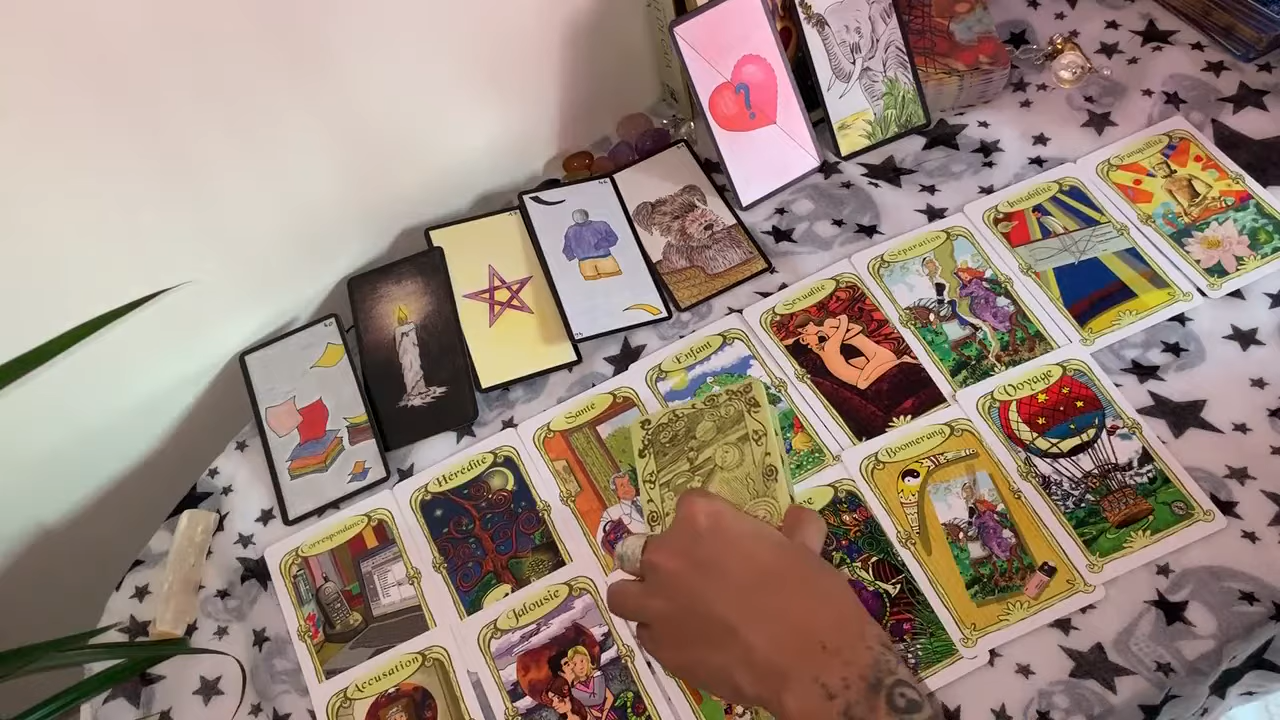 ?
Tranquillité
Instabilité
Séparation
Sexualité
Enfant
Santé
Hérédité
Correspondance
Voyage
Boomerang
Jalousie
Accusation